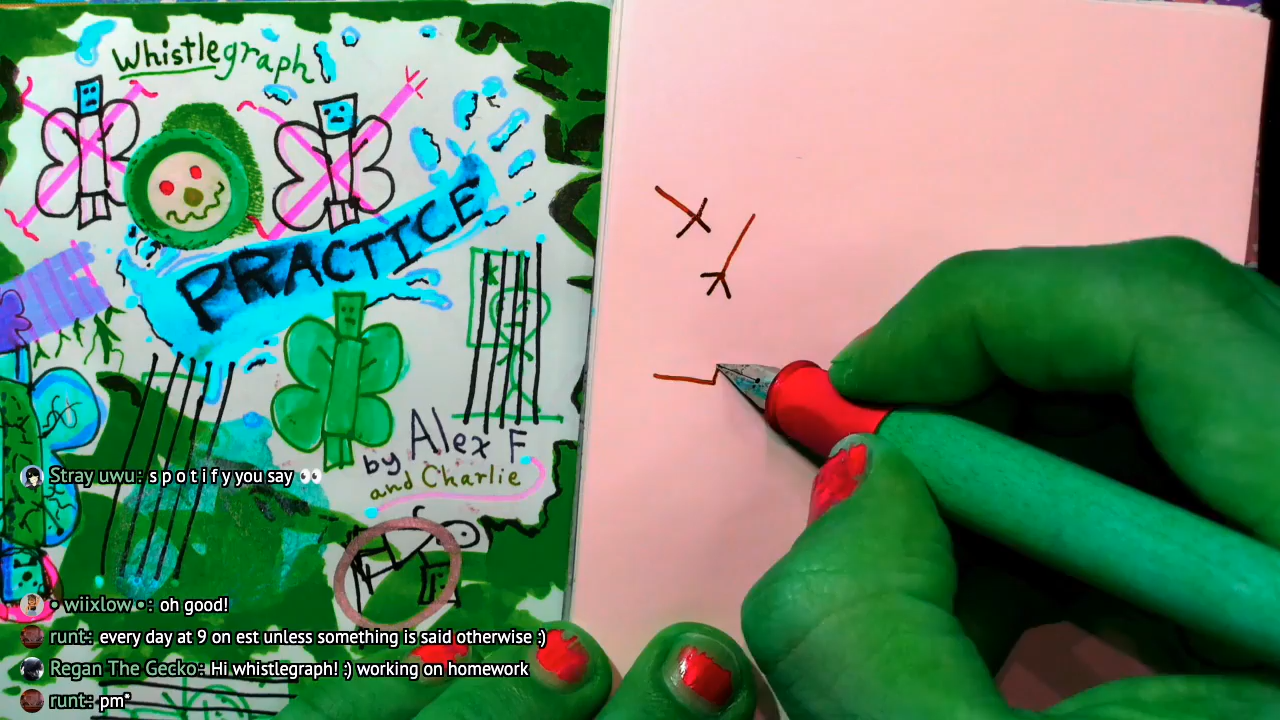 Whistlegraph
PRACTICE
by Alex F
and Charlie
Stray uwu: s p o t i f y you say 👀
• wiixlow •: oh good!
runt: every day at 9 on est unless something is said otherwise :)
Regan The Gecko: Hi whistlegraph! :) working on homework
runt: pm*